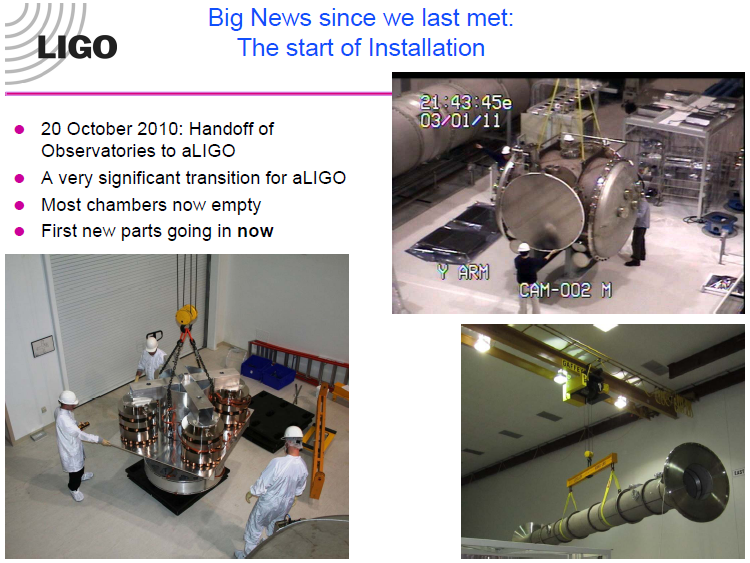 LIGO
Big News since we last met:
The start of Installation
20 October 2010: Handoff of
Observatories to aLIGO
A very significant transition for aLIGO
Most chambers now empty
First new parts going in now
21:43:45e
03/01/11
Y ARM
CAM-002 M